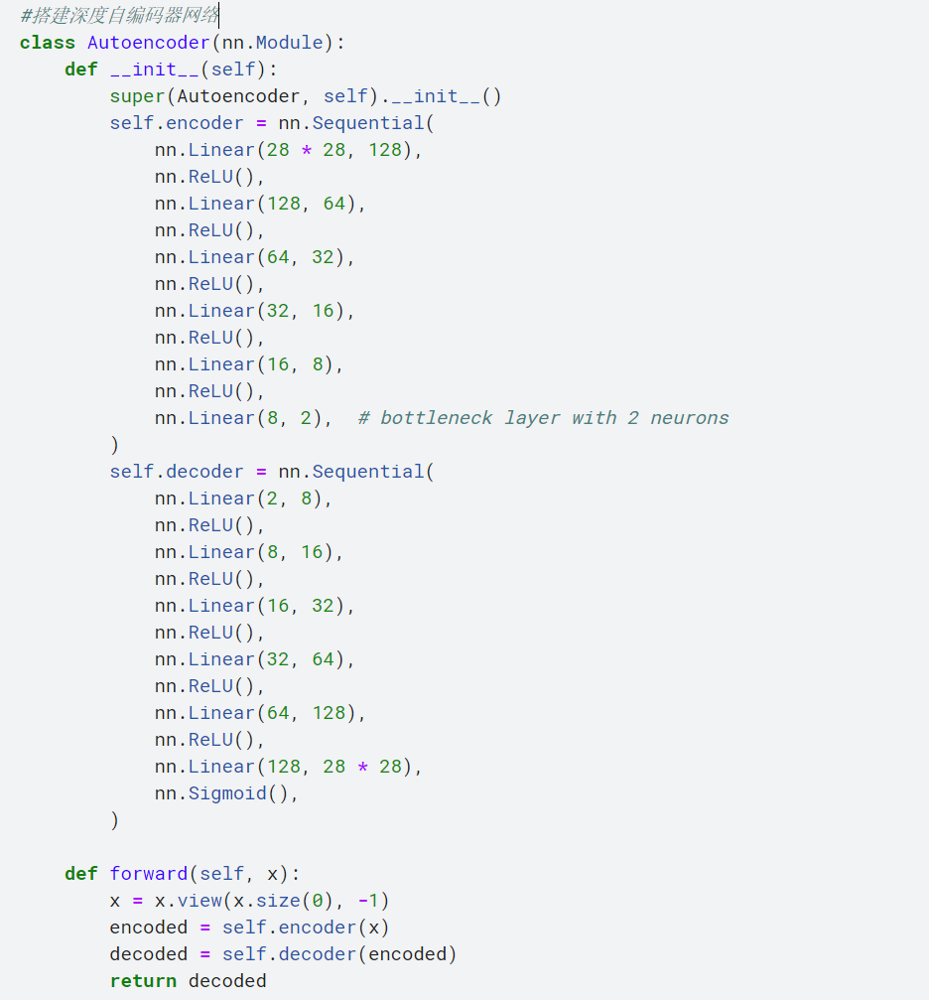 #搭建深度自编码器网络
class Autoencoder(nn.Module):
    def __init__(self):
        super(Autoencoder, self).__init__()
        self.encoder = nn.Sequential(
            nn.Linear(28 * 28, 128),
            nn.ReLU(),
            nn.Linear(128, 64),
            nn.ReLU(),
            nn.Linear(64, 32),
            nn.ReLU(),
            nn.Linear(32, 16),
            nn.ReLU(),
            nn.Linear(16, 8),
            nn.ReLU(),
            nn.Linear(8, 2),  # bottleneck layer with 2 neurons
        )
        self.decoder = nn.Sequential(
            nn.Linear(2, 8),
            nn.ReLU(),
            nn.Linear(8, 16),
            nn.ReLU(),
            nn.Linear(16, 32),
            nn.ReLU(),
            nn.Linear(32, 64),
            nn.ReLU(),
            nn.Linear(64, 128),
            nn.ReLU(),
            nn.Linear(128, 28 * 28),
            nn.Sigmoid(),
        )
    def forward(self, x):
        x = x.view(x.size(0), -1)
        encoded = self.encoder(x)
        decoded = self.decoder(encoded)
        return decoded